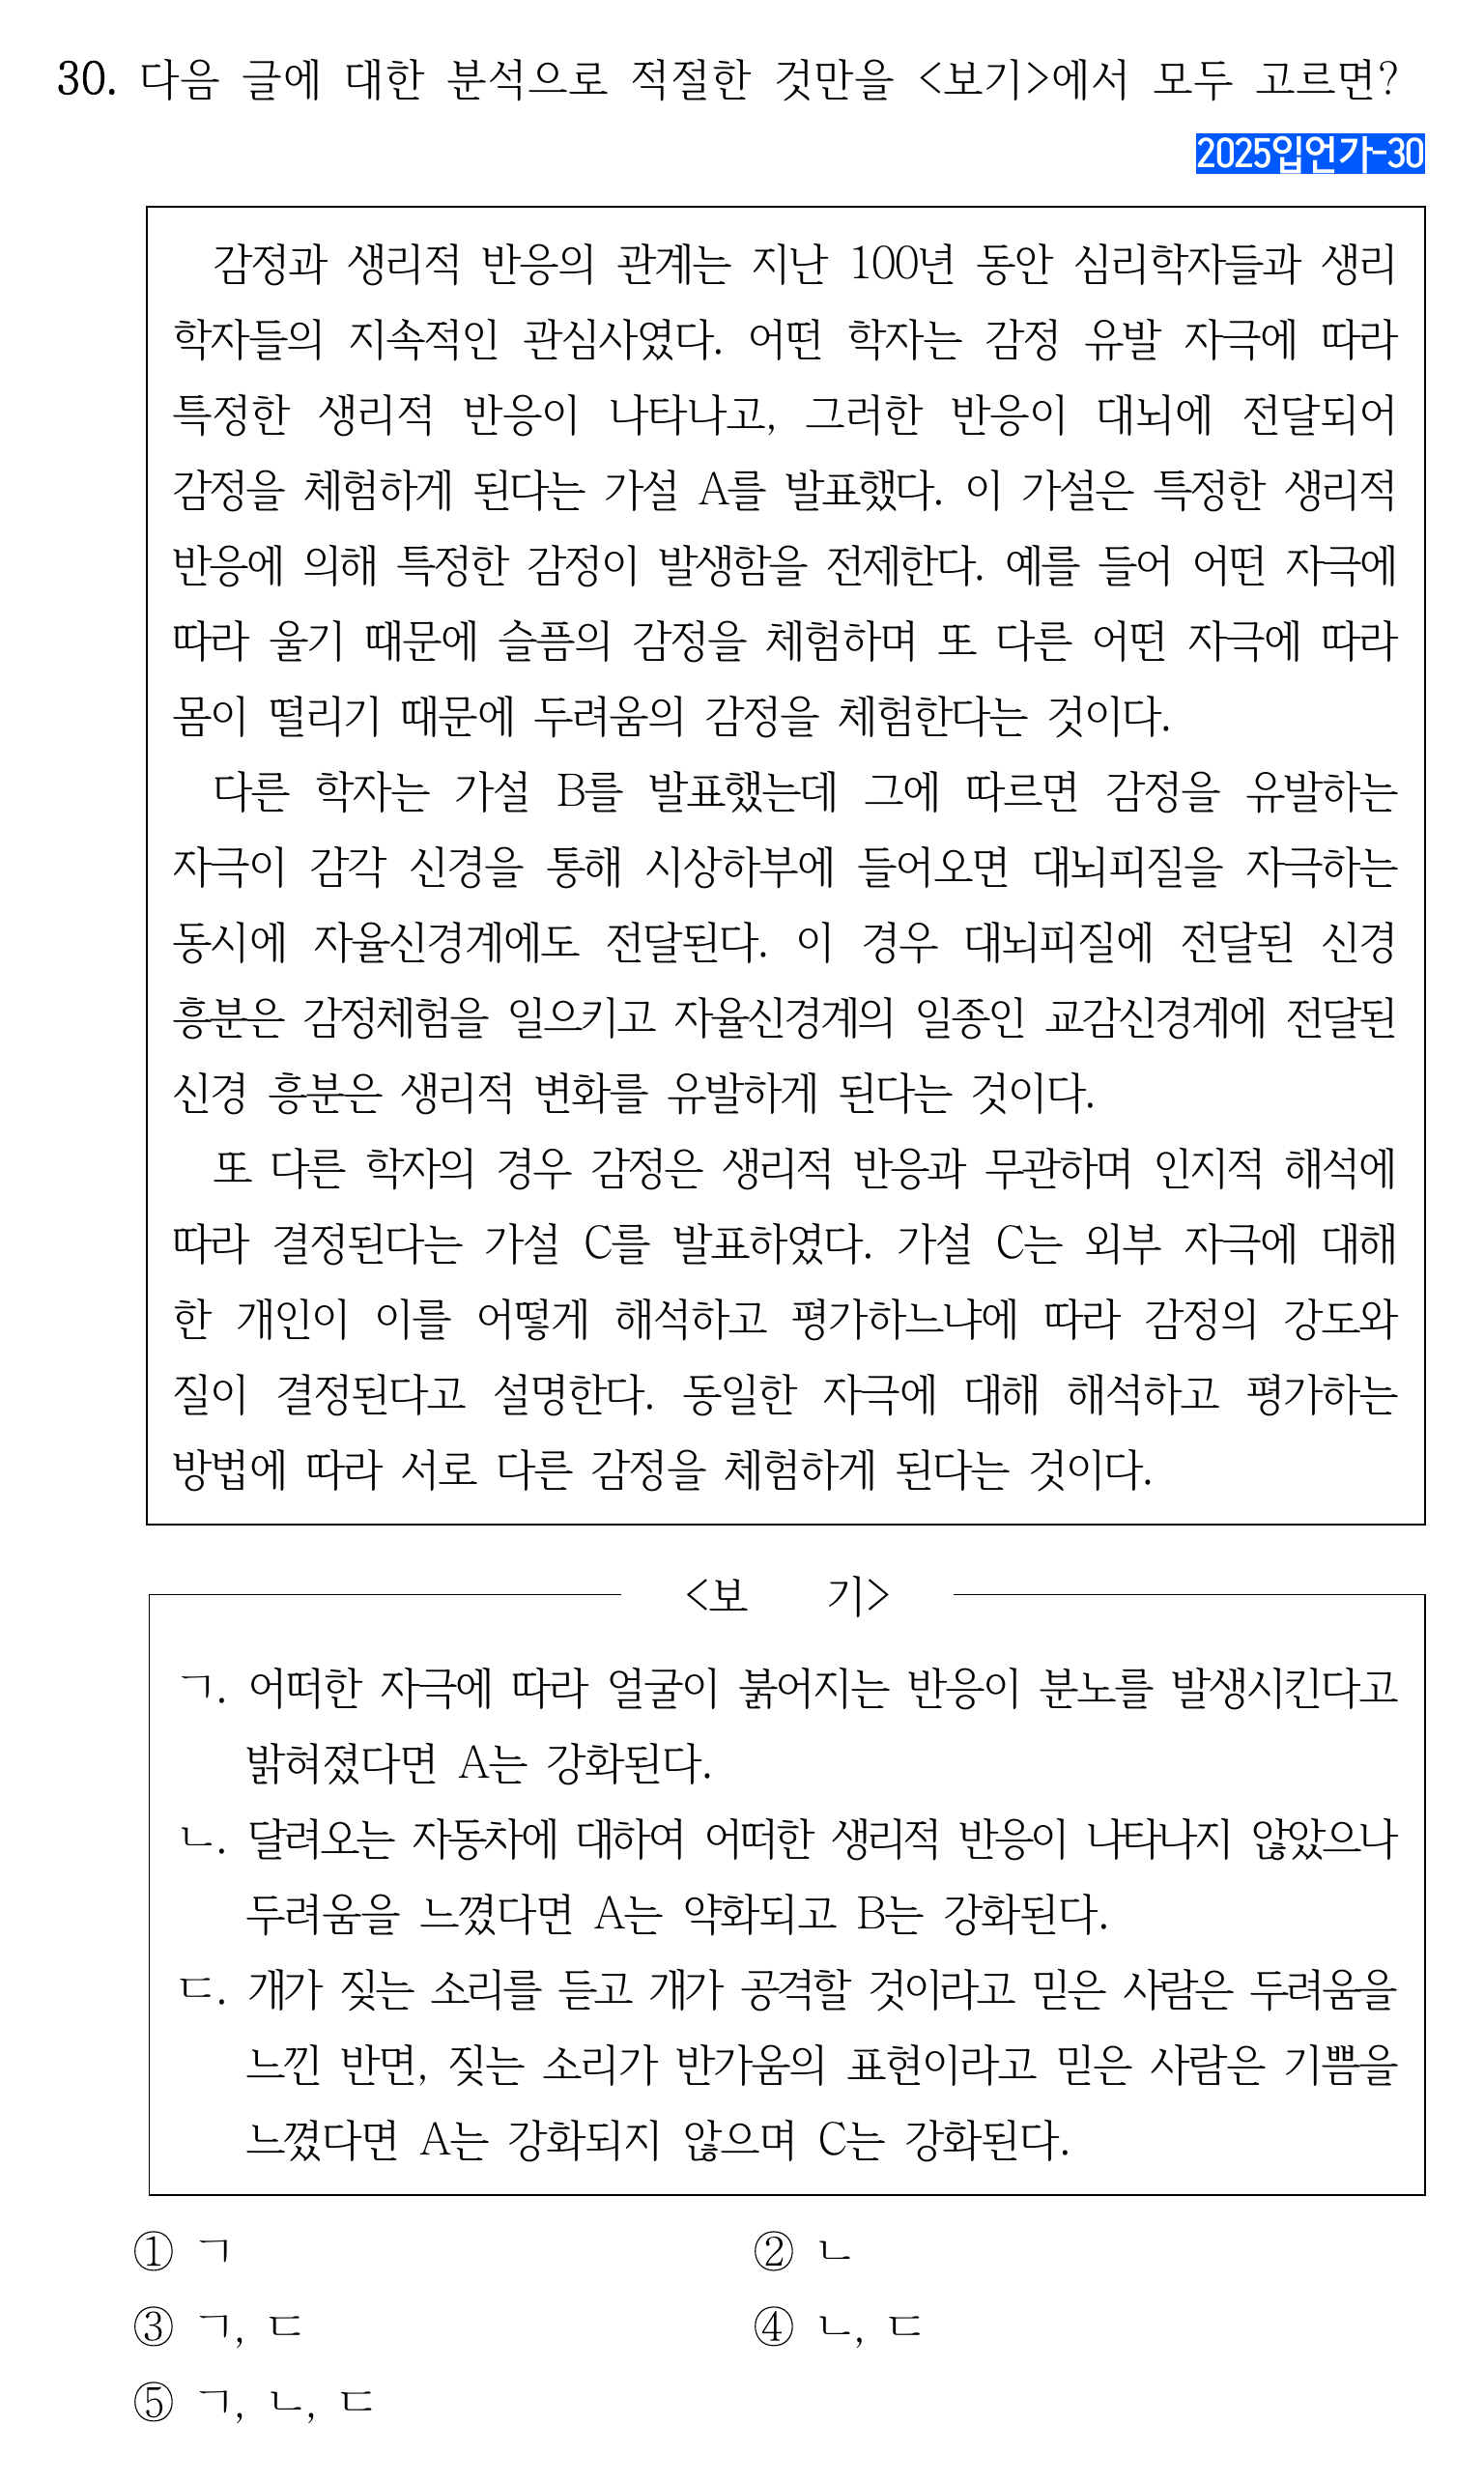 30. 다음 글에 대한 분석으로 적절한 것만을 <보기>에서 모두 고르면?
2025입언가-30
감정과 생리적 반응의 관계는 지난 100년 동안 심리학자들과 생리
학자들의 지속적인 관심사였다. 어떤 학자는 감정 유발 자극에 따라
특정한 생리적 반응이 나타나고, 그러한 반응이 대뇌에 전달되어
감정을 체험하게 된다는 가설 A를 발표했다. 이 가설은 특정한 생리적
반응에 의해 특정한 감정이 발생함을 전제한다. 예를 들어 어떤 자극에
따라 울기 때문에 슬픔의 감정을 체험하며 또 다른 어떤 자극에 따라
몸이 떨리기 때문에 두려움의 감정을 체험한다는 것이다.
다른 학자는 가설 B를 발표했는데 그에 따르면 감정을 유발하는
자극이 감각 신경을 통해 시상하부에 들어오면 대뇌피질을 자극하는
동시에 자율신경계에도 전달된다. 이 경우 대뇌피질에 전달된 신경
흥분은 감정체험을 일으키고 자율신경계의 일종인 교감신경계에 전달된
신경 흥분은 생리적 변화를 유발하게 된다는 것이다.
또 다른 학자의 경우 감정은 생리적 반응과 무관하며 인지적 해석에
따라 결정된다는 가설 C를 발표하였다. 가설 C는 외부 자극에 대해
한 개인이 이를 어떻게 해석하고 평가하느냐에 따라 감정의 강도와
질이 결정된다고 설명한다. 동일한 자극에 대해 해석하고 평가하는
방법에 따라 서로 다른 감정을 체험하게 된다는 것이다.
<보 기>
ㄱ. 어떠한 자극에 따라 얼굴이 붉어지는 반응이 분노를 발생시킨다고
밝혀졌다면 A는 강화된다.
ㄴ. 달려오는 자동차에 대하여 어떠한 생리적 반응이 나타나지 않았으나
두려움을 느꼈다면 A는 약화되고 B는 강화된다.
ㄷ. 개가 짖는 소리를 듣고 개가 공격할 것이라고 믿은 사람은 두려움을
느낀 반면, 짖는 소리가 반가움의 표현이라고 믿은 사람은 기쁨을
느꼈다면 A는 강화되지 않으며 C는 강화된다.
① ㄱ ② ㄴ
③ ㄱ, ㄷ ④ ㄴ, ㄷ
⑤ ㄱ, ㄴ, ㄷ